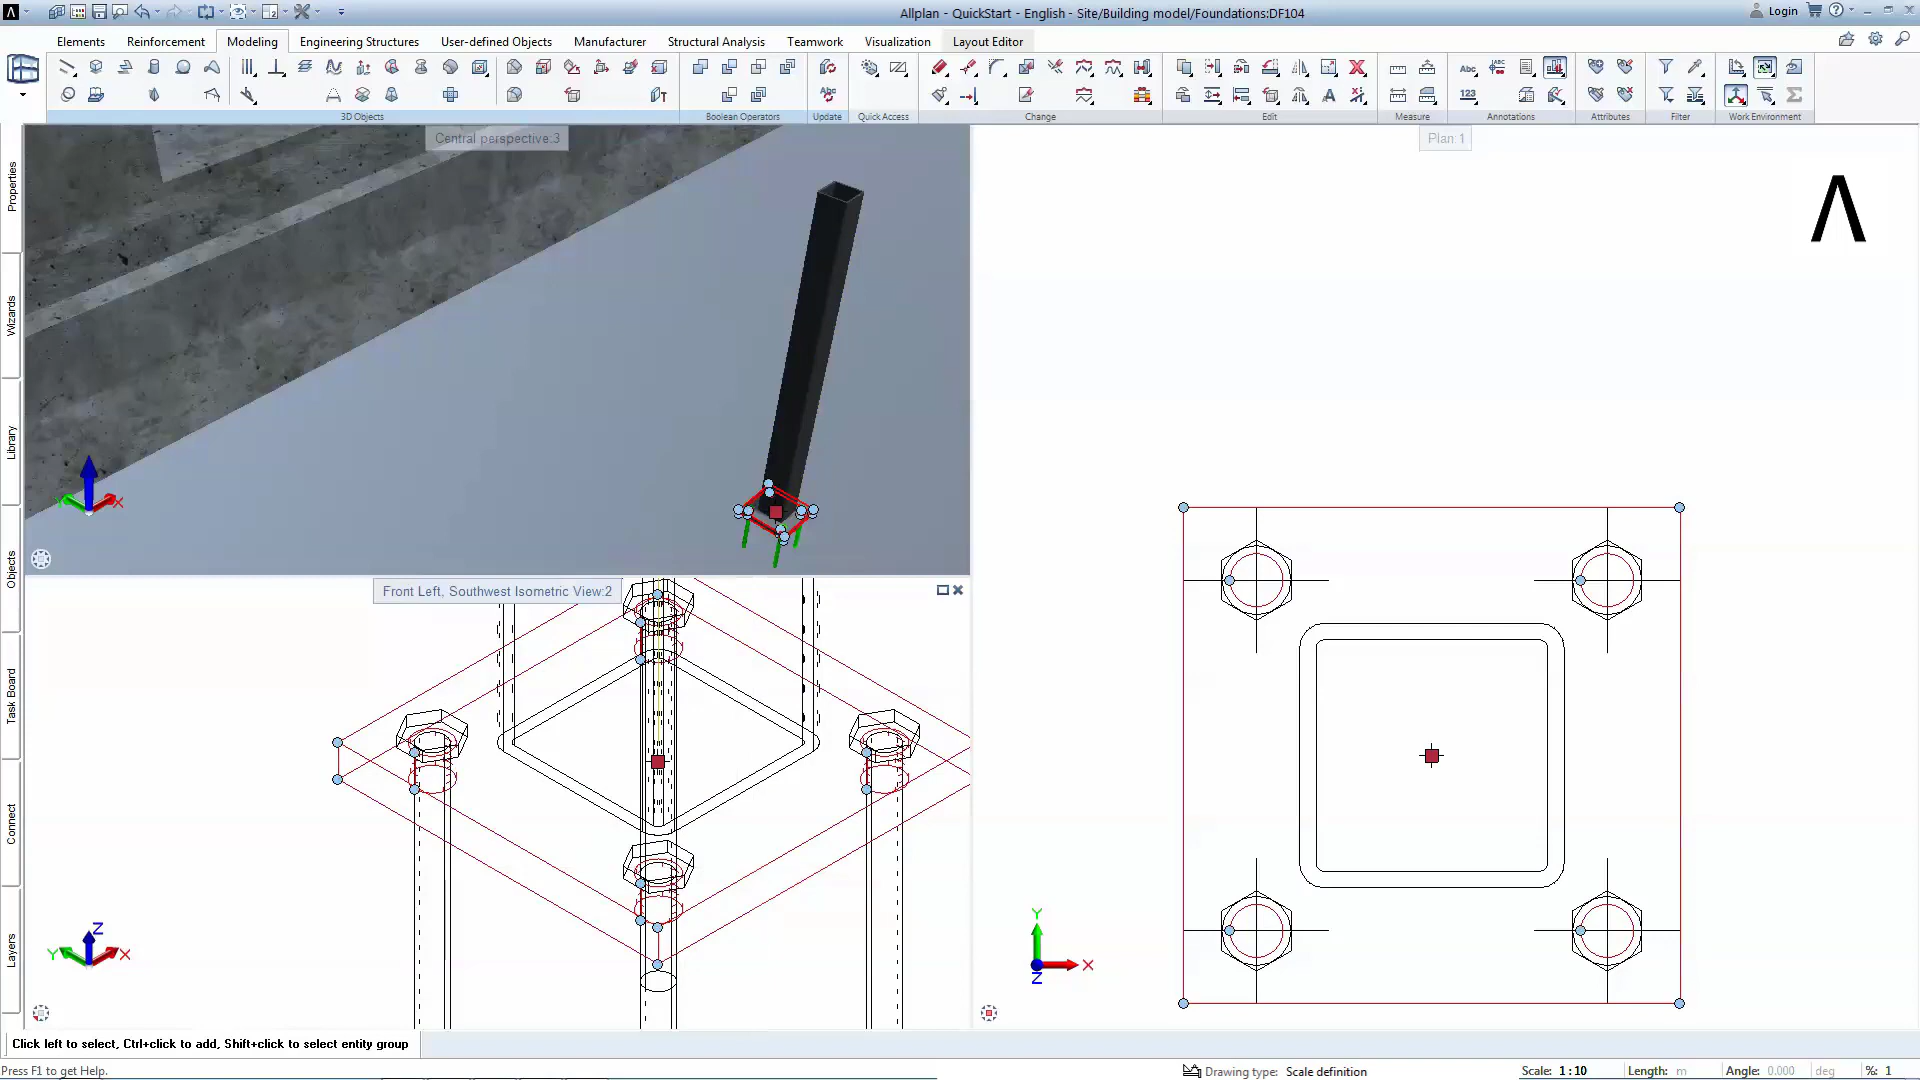 Allplan - QuickStart - English - Site/Building model/Foundations:DF104
Login
Elements
Reinforcement
Modeling
Engineering Structures
User-defined Objects
Manufacturer
Structural Analysis
Teamwork
Visualization
Layout Editor
Abc
Abc
A
123
3D Objects
Boolean Operators
Update
Quick Access
Change
Edit
Measure
Annotations
Attributes
Filter
Work Environment
Properties
Wizards
Library
Objects
Task Board
Connect
Layers
Central perspective:3
Plan:1
X
Front Left, Southwest Isometric View:2
Z
Y
X
Y
X
Z
Click left to select, Ctrl+click to add, Shift+click to select entity group
Press F1 to get Help.
Drawing type: Scale definition
Scale: 1 : 10
Length: m
Angle: 0.000 deg
%: 1